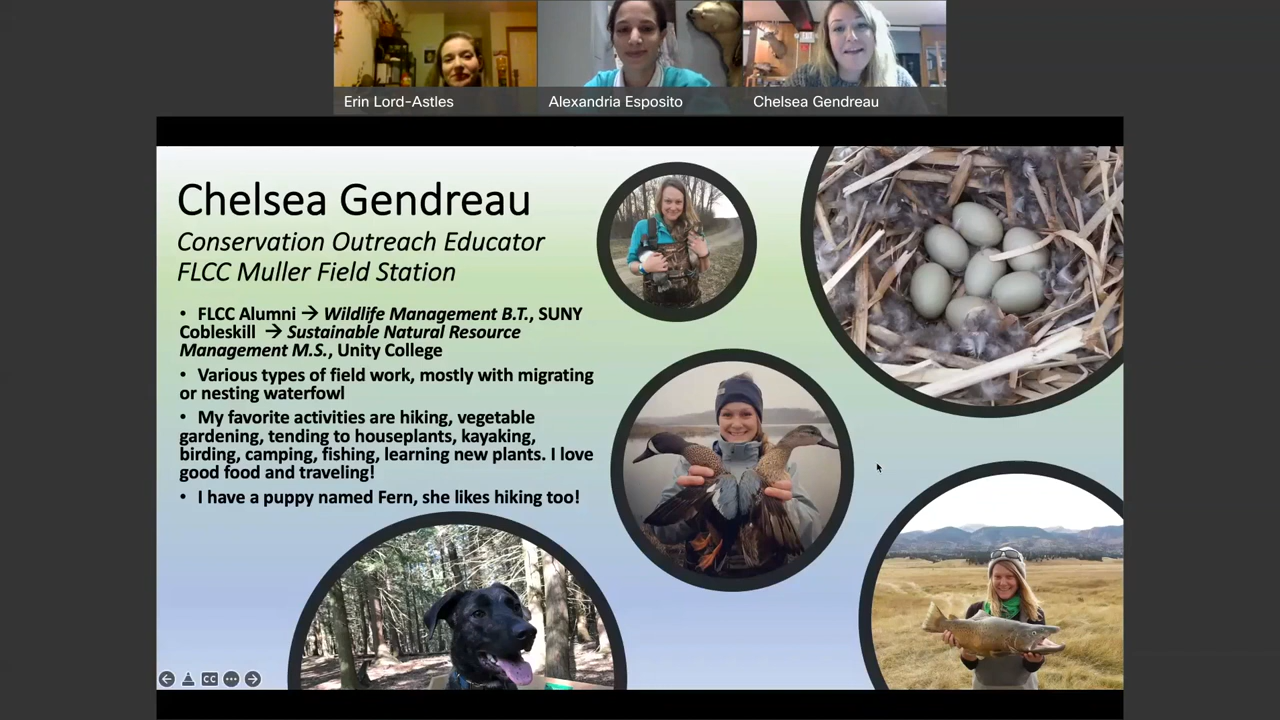 Erin Lord-Astles
Alexandria Esposito
Chelsea Gendreau
Chelsea Gendreau
Conservation Outreach Educator
FLCC Muller Field Station
• FLCC Alumni → Wildlife Management B.T., SUNY
Cobleskill → Sustainable Natural Resource
Management M.S., Unity College
• Various types of field work, mostly with migrating
or nesting waterfowl
• My favorite activities are hiking, vegetable
gardening, tending to houseplants, kayaking,
birding, camping, fishing, learning new plants. I love
good food and traveling!
• I have a puppy named Fern, she likes hiking too!
CC